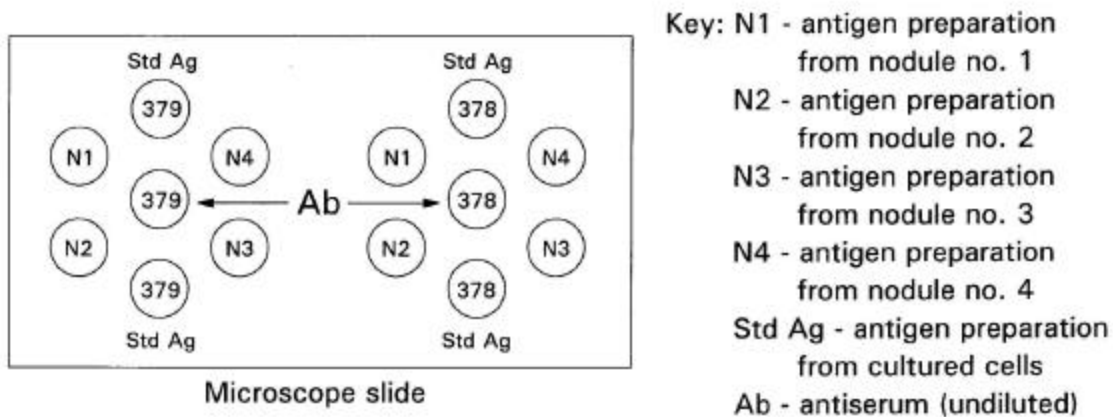 Std Ag Std Ag
379 378
N1 N4 N1 N4
379 Ab 378
N2 N3 N2 N3
379 378
Std Ag Std Ag
Microscope slide
Key: N1 - antigen preparation
from nodule no. 1
N2 - antigen preparation
from nodule no. 2
N3 - antigen preparation
from nodule no. 3
N4 - antigen preparation
from nodule no. 4
Std Ag - antigen preparation
from cultured cells
Ab - antiserum (undiluted)